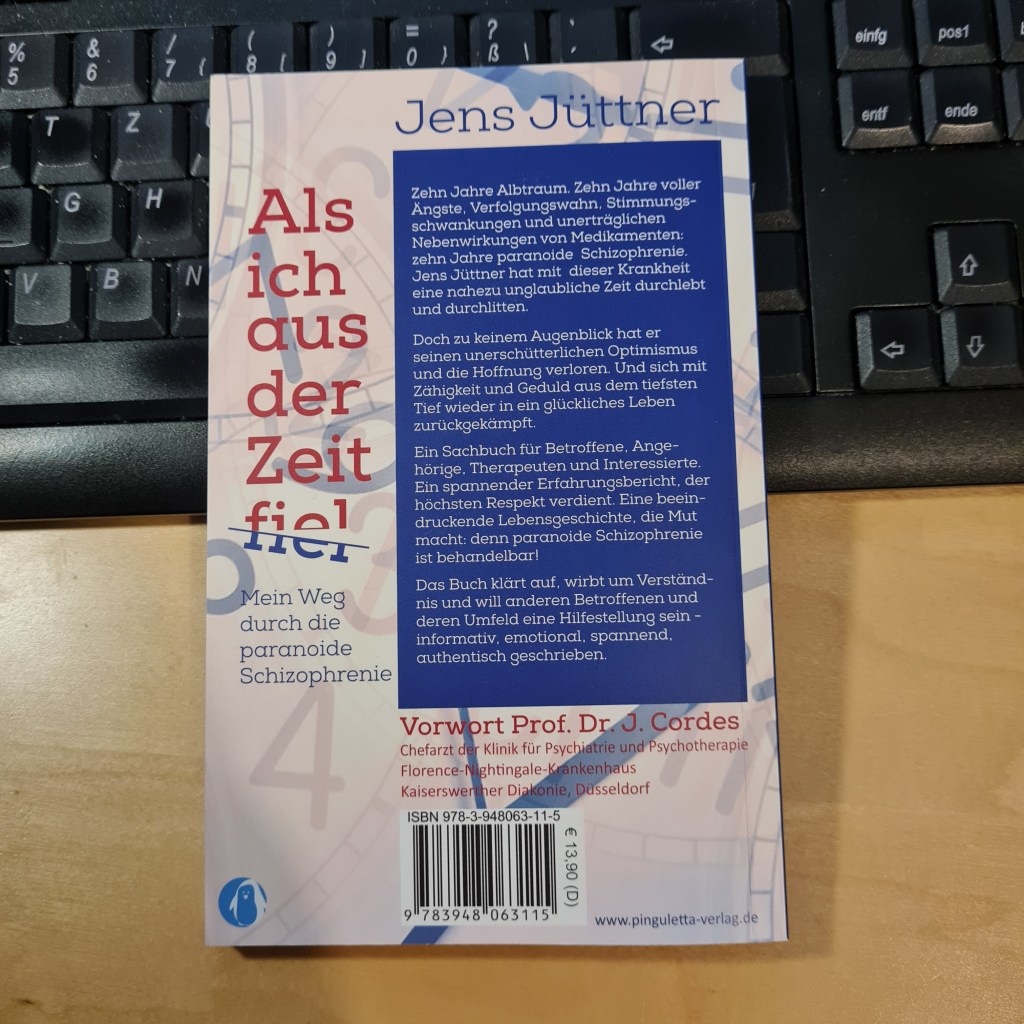 % & / ( ) = ? `
5 6 7 { 8 [ 9 ] 0 } ß \ ´
einfg pos1
entf ende
T Z
G H
V B N
Jens Jüttner
Als
ich
aus
der
Zeit
fiel
Mein Weg
durch die
paranoide
Schizophrenie
Zehn Jahre Albtraum. Zehn Jahre voller
Ängste, Verfolgungswahn, Stimmungs-
schwankungen und unerträglichen
Nebenwirkungen von Medikamenten:
zehn Jahre paranoide Schizophrenie.
Jens Jüttner hat mit dieser Krankheit
eine nahezu unglaubliche Zeit durchlebt
und durchlitten.
Doch zu keinem Augenblick hat er
seinen unerschütterlichen Optimismus
und die Hoffnung verloren. Und sich mit
Zähigkeit und Geduld aus dem tiefsten
Tief wieder in ein glückliches Leben
zurückgekämpft.
Ein Sachbuch für Betroffene, Ange-
hörige, Therapeuten und Interessierte.
Ein spannender Erfahrungsbericht, der
höchsten Respekt verdient. Eine beein-
druckende Lebensgeschichte, die Mut
macht: denn paranoide Schizophrenie
ist behandelbar!
Das Buch klärt auf, wirbt um Verständ-
nis und will anderen Betroffenen und
deren Umfeld eine Hilfestellung sein -
informativ, emotional, spannend,
authentisch geschrieben.
Vorwort Prof. Dr. J. Cordes
Chefarzt der Klinik für Psychiatrie und Psychotherapie
Florence-Nightingale-Krankenhaus
Kaiserswerther Diakonie, Düsseldorf
ISBN 978-3-948063-11-5
€ 13,90 (D)
9 783948 063115
www.pinguletta-verlag.de